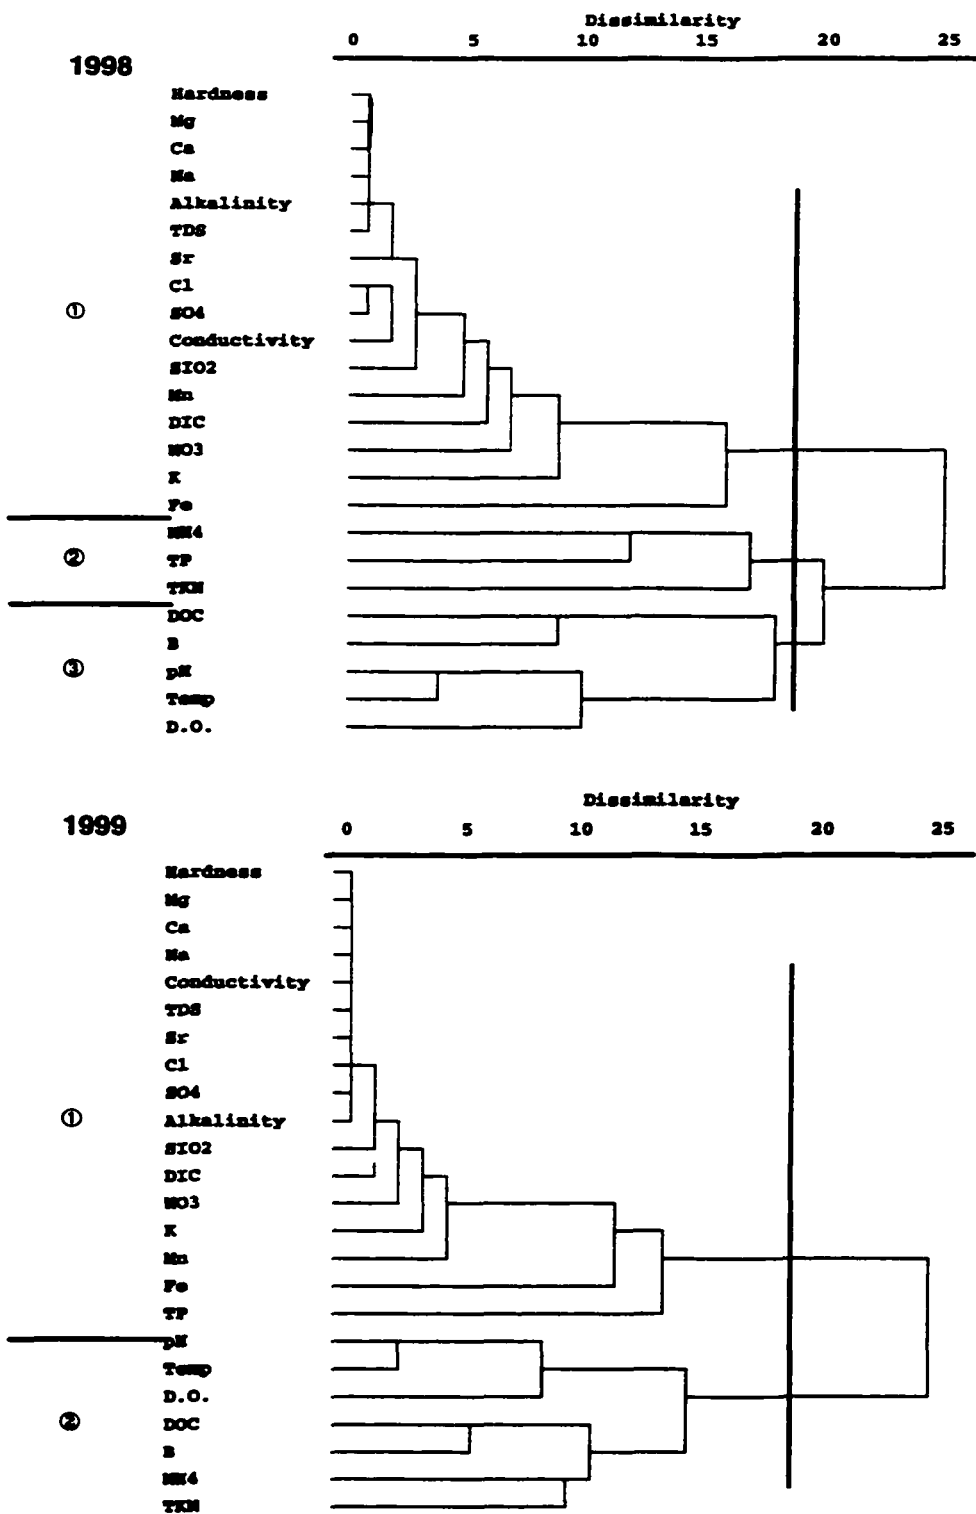 Dissimilarity
0 5 10 15 20 25
1998
Hardness
Mg
Ca
Na
Alkalinity
TDS
Sr
Cl
① SO4
Conductivity
SIO2
Mn
DIC
NO3
K
Fe
NH4
② TP
TKN
DOC
B
③ pH
Temp
D.O.
Dissimilarity
1999 0 5 10 15 20 25
Hardness
Mg
Ca
Na
Conductivity
TDS
Sr
Cl
SO4
① Alkalinity
SIO2
DIC
NO3
K
Mn
Fe
TP
pH
Temp
D.O.
② DOC
B
NH4
TKN